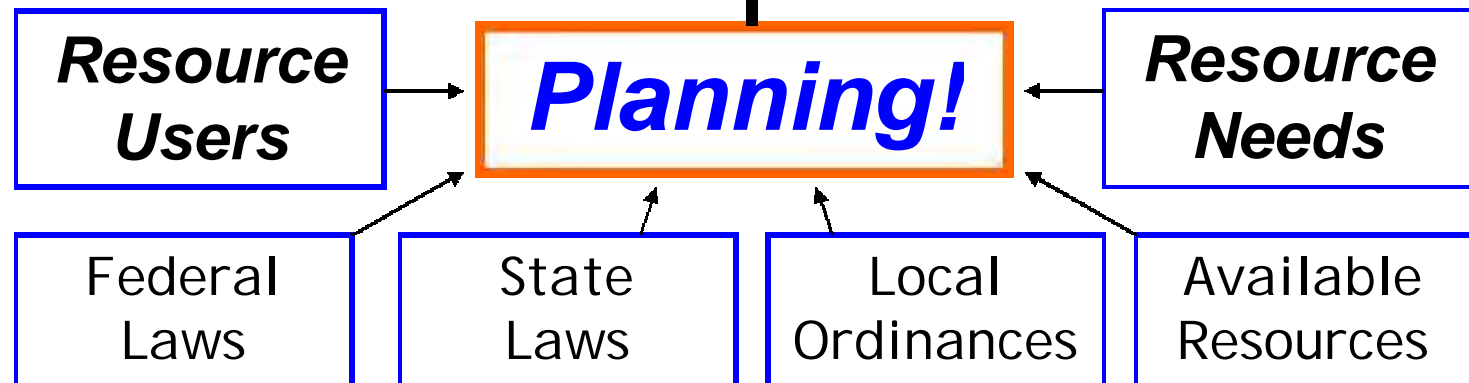 Resource
Users
Planning!
Resource
Needs
Federal
Laws
State
Laws
Local
Ordinances
Available
Resources